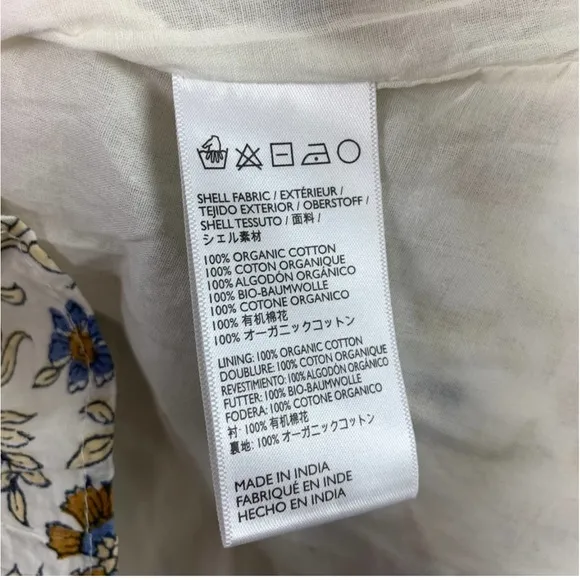 SHELL FABRIC / EXTÉRIEUR /
TEJIDO EXTERIOR / OBERSTOFF /
SHELL TESSUTO / 面料 /
シェル素材
100% ORGANIC COTTON
100% COTON ORGANIQUE
100% ALGODÓN ORGÁNICO
100% BIO-BAUMWOLLE
100% COTONE ORGANICO
100% 有机棉花
100% オーガニックコットン
LINING: 100% ORGANIC COTTON
DOUBLURE: 100% COTON ORGANIQUE
REVESTIMIENTO: 100% ALGODON ORGÁNICO
FUTTER: 100% BIO-BAUMWOLLE
FODERA: 100% COTONE ORGANICO
衬: 100% 有机棉花
裏地: 100% オーガニックコットン
MADE IN INDIA
FABRIQUÉ EN INDE
HECHO EN INDIA